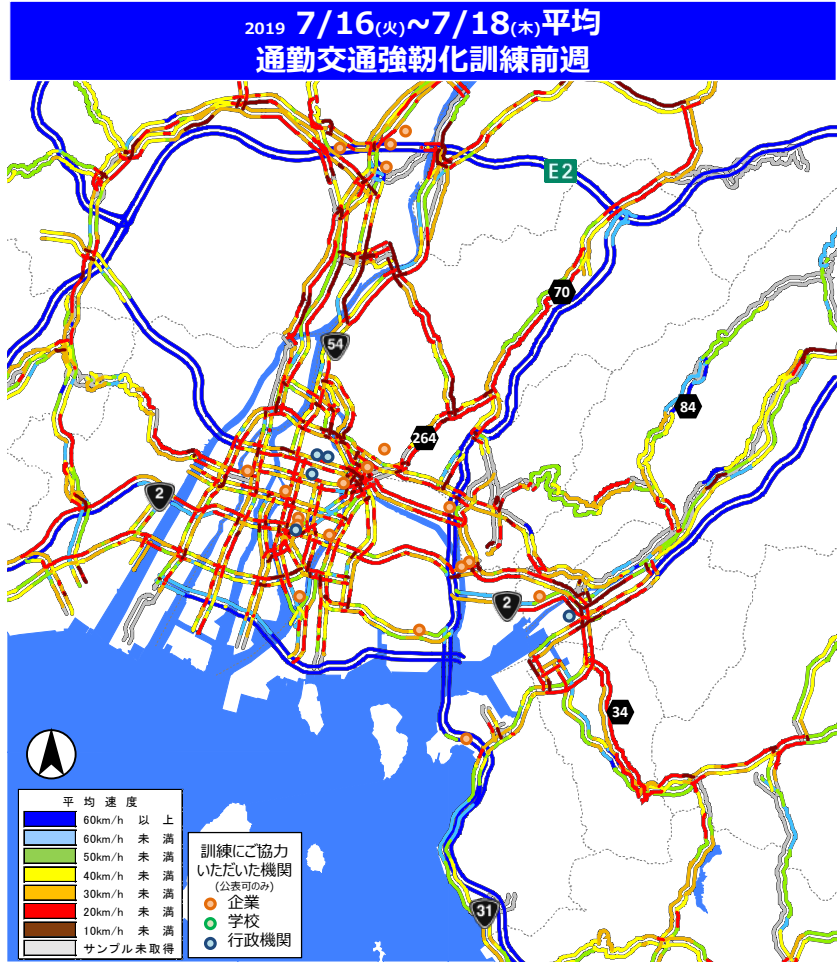 2019 7/16(火)~7/18(木)平均
通勤交通強靭化訓練前週
E2
70
54
84
264
2
2
34
31
平均速度
60km/h 以上
60km/h 未満
50km/h 未満
40km/h 未満
30km/h 未満
20km/h 未満
10km/h 未満
サンプル未取得
訓練にご協力
いただいた機関
(公表可のみ)
企業
学校
行政機関